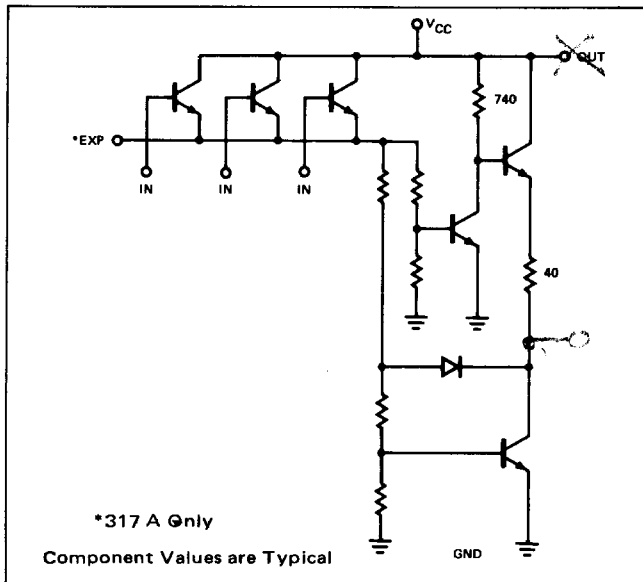 VCC
OUT
740
*EXP
IN
IN
IN
40
*317 A Only
Component Values are Typical
GND